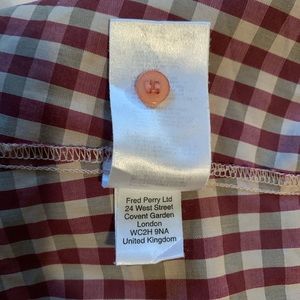 Fred Perry Ltd
24 West Street
Covent Garden
London
WC2H 9NA
United Kingdom